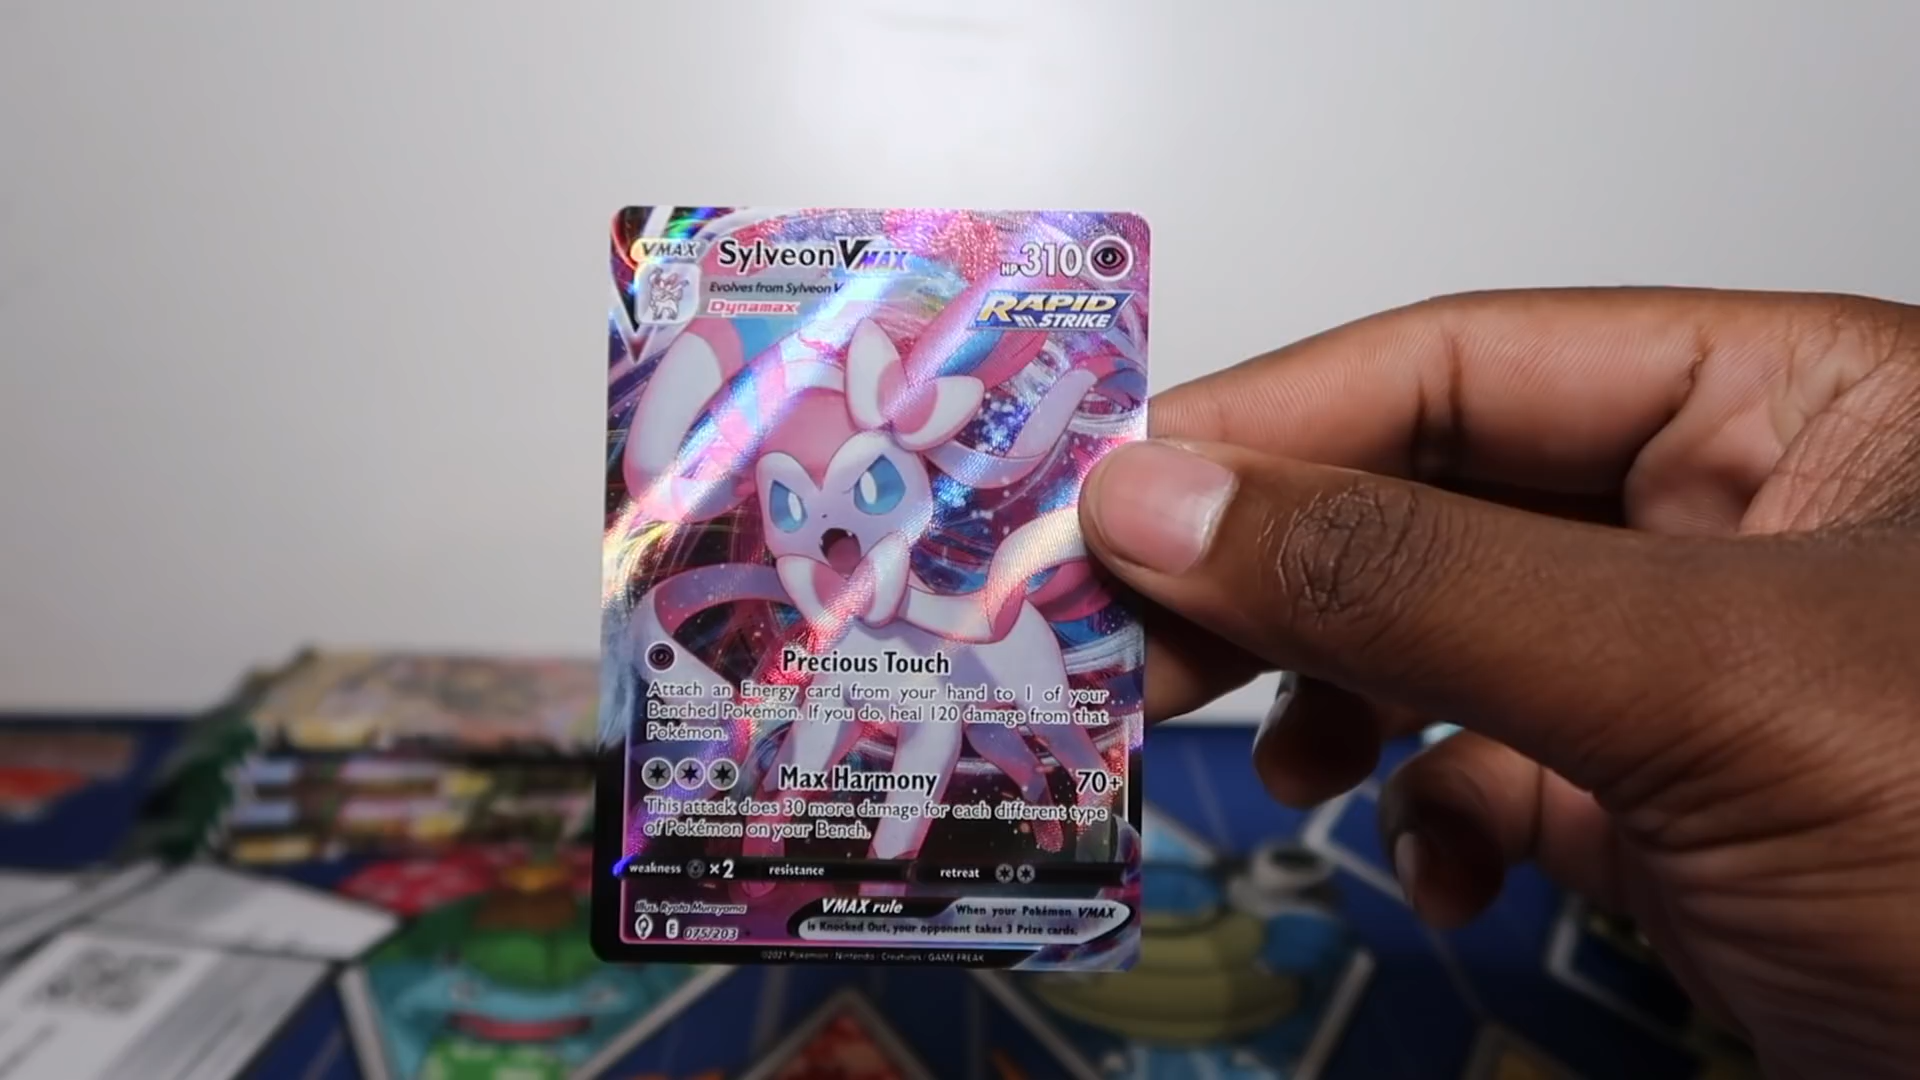 VMAX Sylveon VMAX HP 310
Evolves from Sylveon V
Dynamax
RAPID
STRIKE
Precious Touch
Attach an Energy card from your hand to 1 of your
Benched Pokémon. If you do, heal 120 damage from that
Pokémon.
Max Harmony 70+
This attack does 30 more damage for each different type
of Pokémon on your Bench.
weakness ×2 resistance retreat
Illus. Ryota Murayama
VMAX rule When your Pokémon VMAX
is Knocked Out, your opponent takes 3 Prize cards.
E 075/203
©2021 Pokémon / Nintendo / Creatures / GAME FREAK